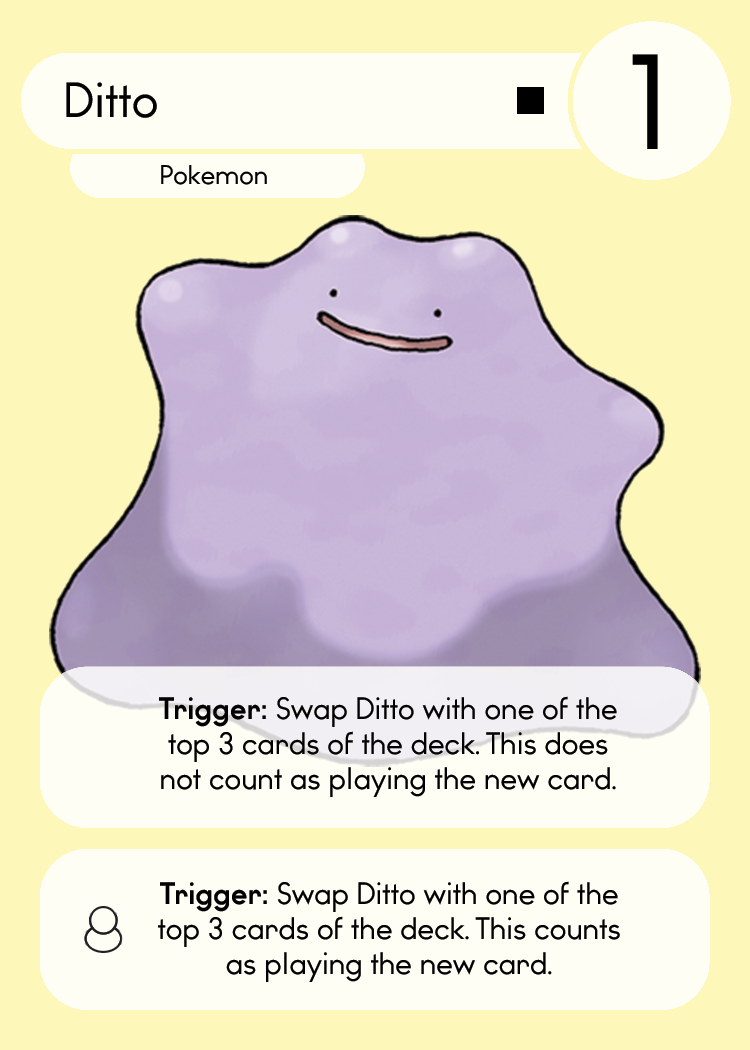 Ditto
1
Pokemon
Trigger: Swap Ditto with one of the
top 3 cards of the deck. This does
not count as playing the new card.
Trigger: Swap Ditto with one of the
top 3 cards of the deck. This counts
as playing the new card.